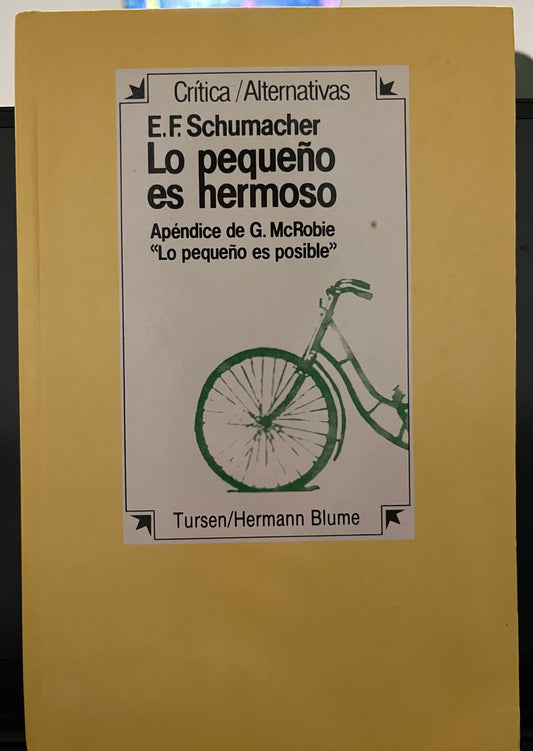 Crítica/Alternativas
E.F. Schumacher
Lo pequeño
es hermoso
Apéndice de G. McRobie
“Lo pequeño es posible”
Tursen/Hermann Blume